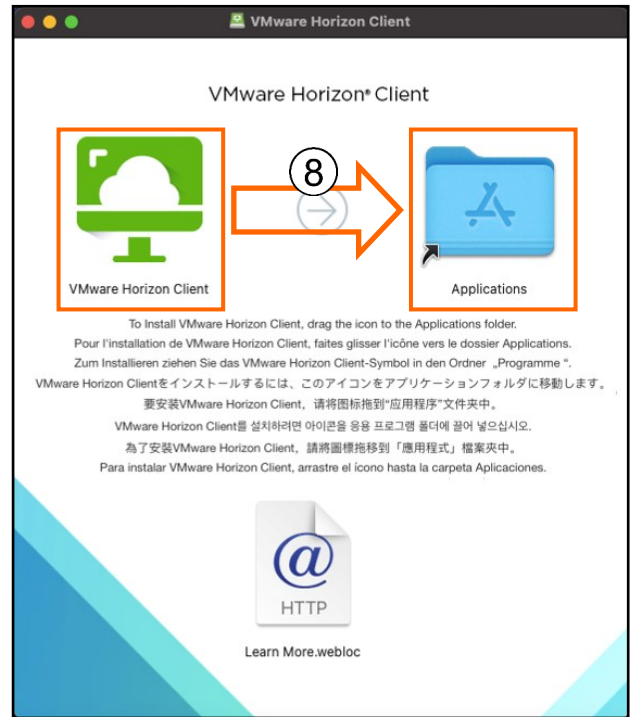 VMware Horizon Client
VMware Horizon® Client
8
VMware Horizon Client
Applications
To Install VMware Horizon Client, drag the icon to the Applications folder.
Pour l'installation de VMware Horizon Client, faites glisser l'icône vers le dossier Applications.
Zum Installieren ziehen Sie das VMware Horizon Client-Symbol in den Ordner „Programme “.
VMware Horizon Clientをインストールするには、このアイコンをアプリケーションフォルダに移動します。
要安装VMware Horizon Client，请将图标拖到“应用程序”文件夹中。
VMware Horizon Client를 설치하려면 아이콘을 응용 프로그램 폴더에 끌어 넣으십시오.
為了安裝VMware Horizon Client，請將圖標拖移到「應用程式」檔案夾中。
Para instalar VMware Horizon Client, arrastre el ícono hasta la carpeta Aplicaciones.
@
HTTP
Learn More.webloc